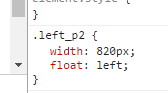 element.style {
}
.left_p2 {
width: 820px;
float: left;
}